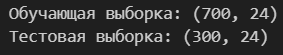 Обучающая выборка: (700, 24)
Тестовая выборка: (300, 24)